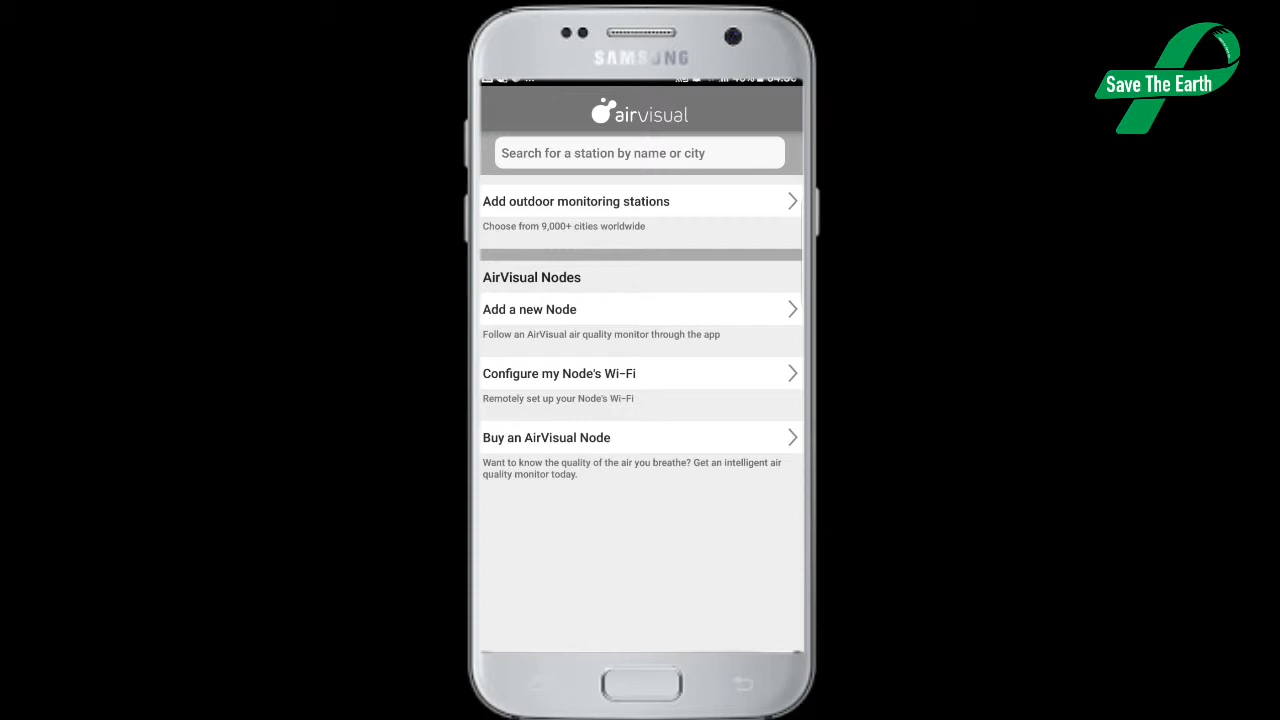 SAMSUNG
airvisual
Search for a station by name or city
Add outdoor monitoring stations
Choose from 9,000+ cities worldwide
AirVisual Nodes
Add a new Node
Follow an AirVisual air quality monitor through the app
Configure my Node's Wi-Fi
Remotely set up your Node's Wi-Fi
Buy an AirVisual Node
Want to know the quality of the air you breathe? Get an intelligent air
quality monitor today.
Save The Earth